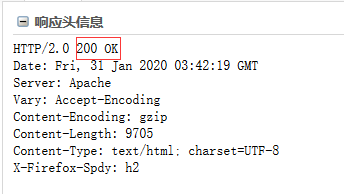 响应头信息
HTTP/2.0 200 OK
Date: Fri, 31 Jan 2020 03:42:19 GMT
Server: Apache
Vary: Accept-Encoding
Content-Encoding: gzip
Content-Length: 9705
Content-Type: text/html; charset=UTF-8
X-Firefox-Spdy: h2